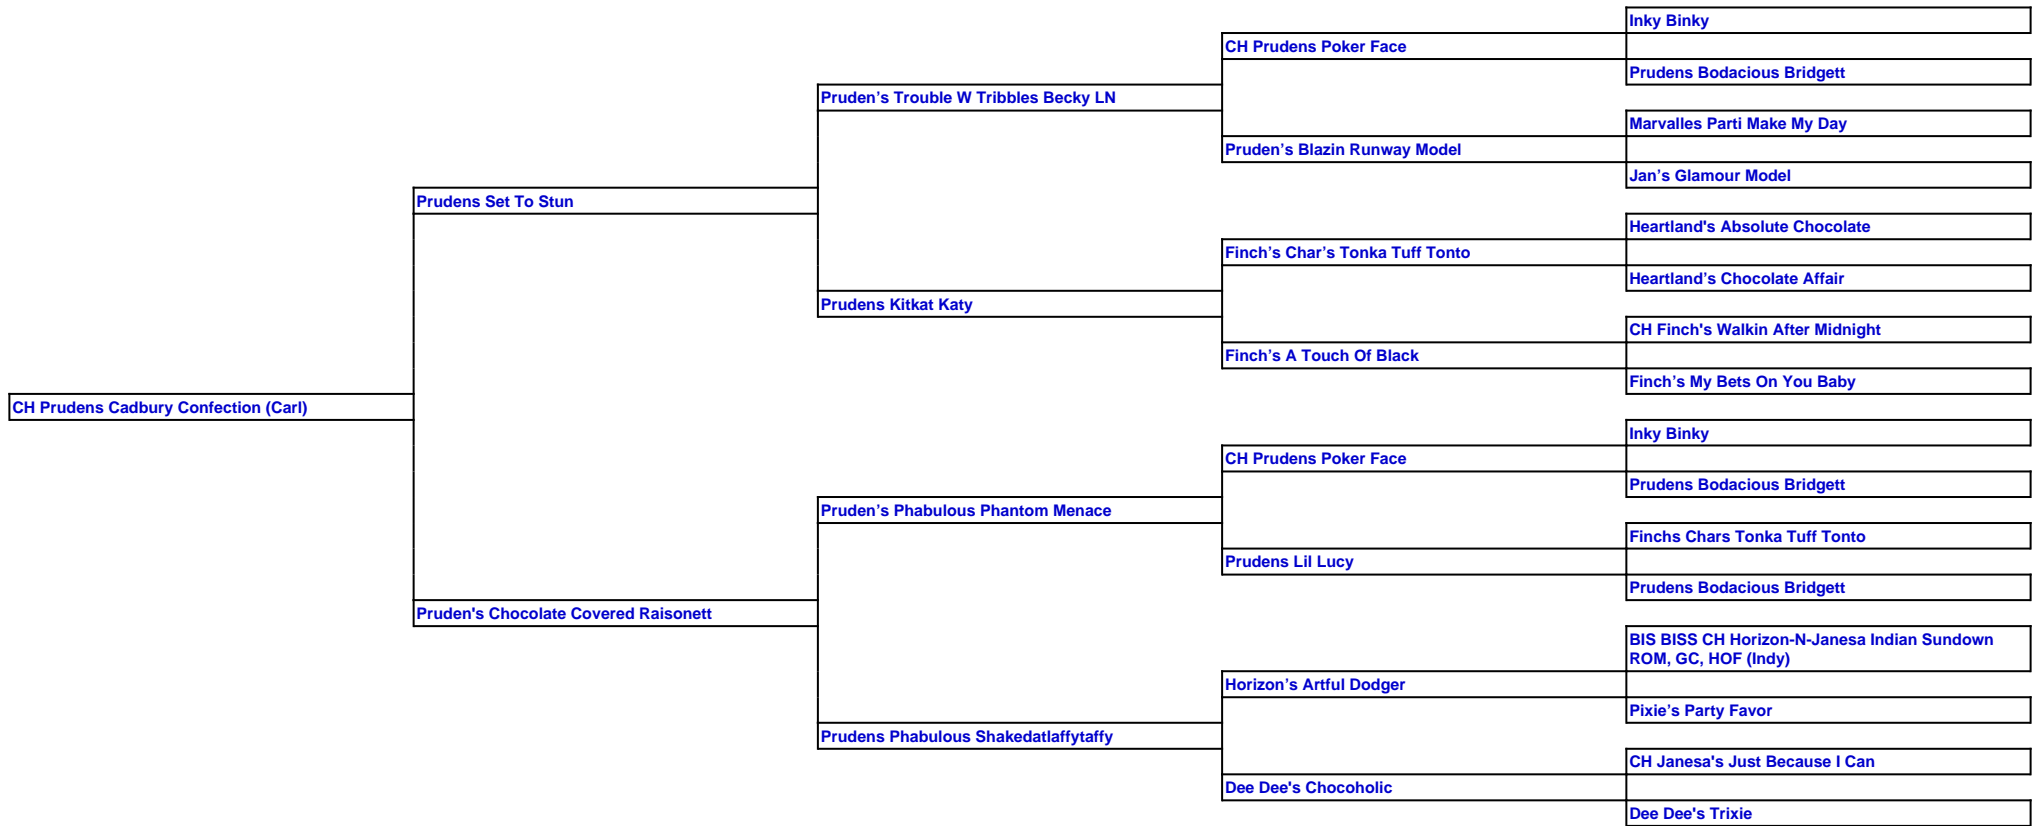 Inky Binky
CH Prudens Poker Face
Prudens Bodacious Bridgett
Pruden’s Trouble W Tribbles Becky LN
Marvalles Parti Make My Day
Pruden’s Blazin Runway Model
Jan’s Glamour Model
Prudens Set To Stun
Heartland's Absolute Chocolate
Finch’s Char’s Tonka Tuff Tonto
Heartland’s Chocolate Affair
Prudens Kitkat Katy
CH Finch's Walkin After Midnight
Finch’s A Touch Of Black
Finch’s My Bets On You Baby
CH Prudens Cadbury Confection (Carl)
Inky Binky
CH Prudens Poker Face
Prudens Bodacious Bridgett
Pruden’s Phabulous Phantom Menace
Finchs Chars Tonka Tuff Tonto
Prudens Lil Lucy
Prudens Bodacious Bridgett
Pruden's Chocolate Covered Raisonett
BIS BISS CH Horizon-N-Janesa Indian Sundown
ROM, GC, HOF (Indy)
Horizon’s Artful Dodger
Pixie’s Party Favor
Prudens Phabulous Shakedatlaffytaffy
CH Janesa's Just Because I Can
Dee Dee's Chocoholic
Dee Dee's Trixie